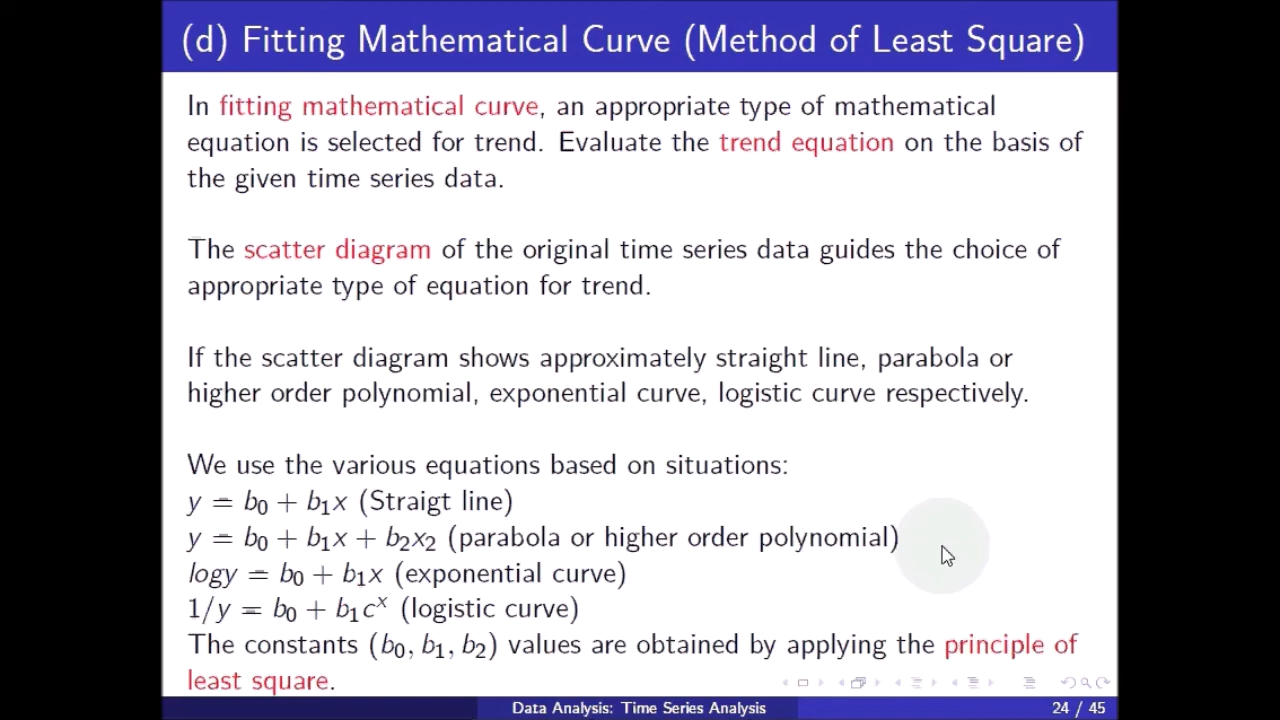 (d) Fitting Mathematical Curve (Method of Least Square)
In fitting mathematical curve, an appropriate type of mathematical
equation is selected for trend. Evaluate the trend equation on the basis of
the given time series data.
The scatter diagram of the original time series data guides the choice of
appropriate type of equation for trend.
If the scatter diagram shows approximately straight line, parabola or
higher order polynomial, exponential curve, logistic curve respectively.
We use the various equations based on situations:
y = b₀ + b₁x (Straigt line)
y = b₀ + b₁x + b₂x₂ (parabola or higher order polynomial)
logy = b₀ + b₁x (exponential curve)
1/y = b₀ + b₁cˣ (logistic curve)
The constants (b₀, b₁, b₂) values are obtained by applying the principle of
least square.
Data Analysis: Time Series Analysis
24 / 45